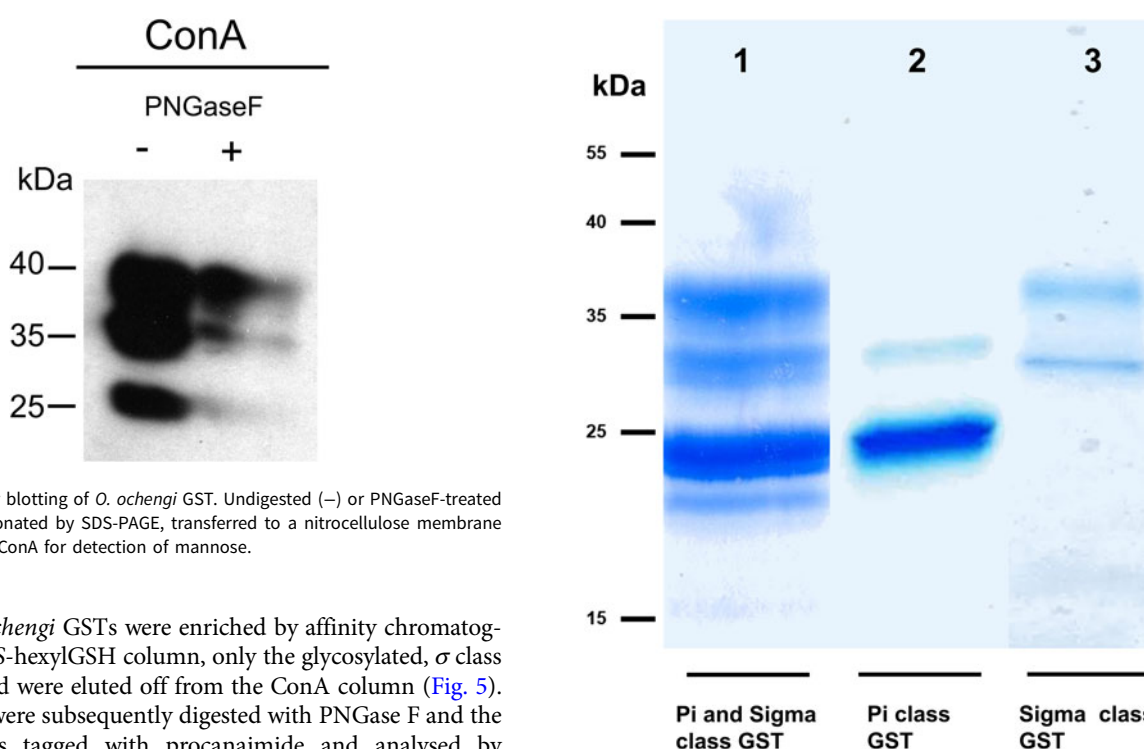 ConA
PNGaseF
- +
kDa
40
35
25
blotting of O. ochengi GST. Undigested (−) or PNGaseF-treated
by SDS-PAGE, transferred to a nitrocellulose membrane
ConA for detection of mannose.
GSTs were enriched by affinity chromatog-
S-hexylGSH column, only the glycosylated, σ class
were eluted off from the ConA column (Fig. 5).
were subsequently digested with PNGase F and the
tagged with procanaimide and analysed by
1 2 3
kDa
55
40
35
25
15
Pi and Sigma
class GST
Pi class
GST
Sigma
GST